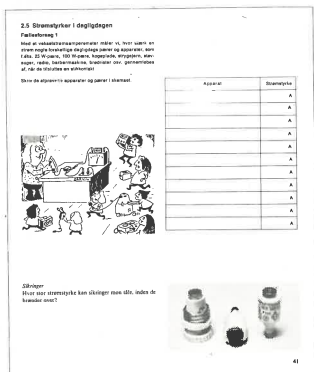 2.5 Strømstyrker i dagligdagen
Fællesforsøg 1
Med et vekselstrømsamperemeter måler vi, hvor stærk en
strøm nogle forskellige dagligdags pærer og apparater, som
f.eks. 25 W-pære, 100 W-pære, kogeplade, strygejern, støv-
suger, radio, barbermaskine, brødrister osv. gennemløbes
af, når de tilsluttes en stikkontakt
Skriv de afprøvede apparater og pærer i skemaet
Apparat Strømstyrke
A
A
A
A
A
A
A
A
A
A
A
Sikringer
Hvor stor strømstyrke kan sikringer mon tåle, inden de
brænder over?
41